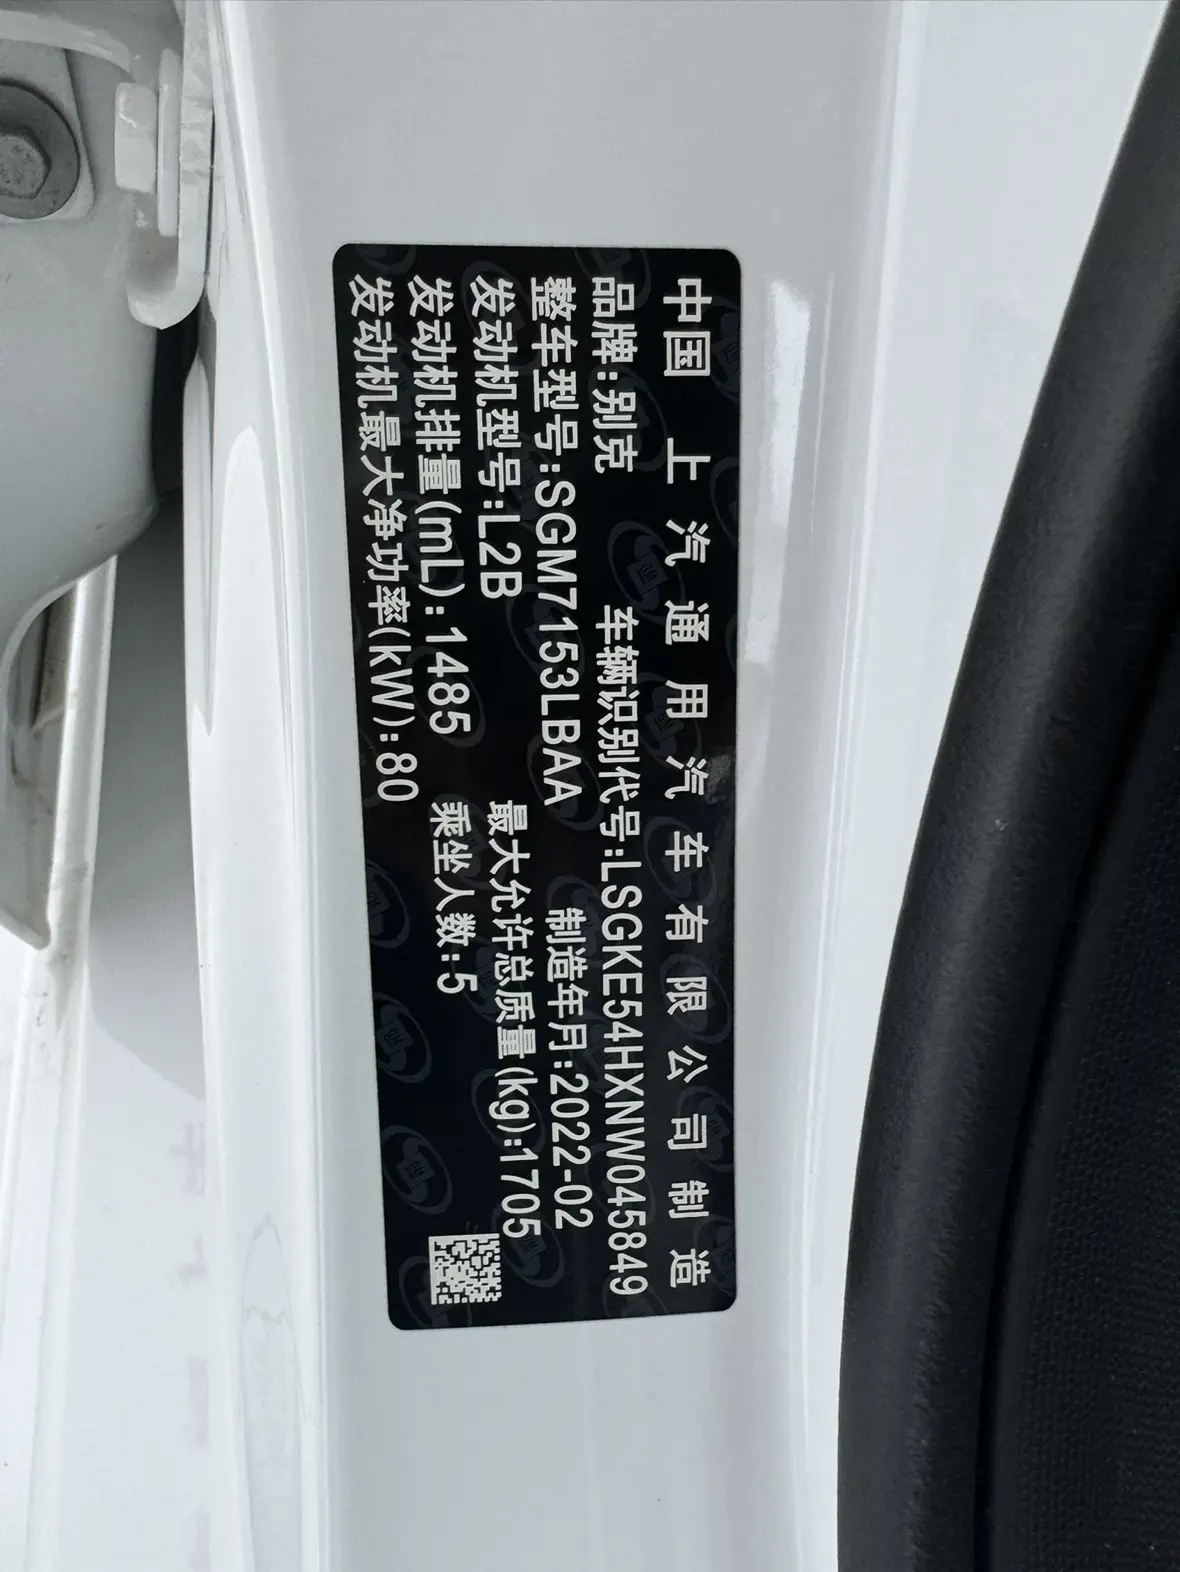 中国 上汽通用汽车有限公司制造
品牌:别克 车辆识别代号:LSGKE54HXNW045849
整车型号:SGM7153LBAA 制造年月:2022-02
发动机型号:L2B 最大允许总质量(kg):1705
发动机排量(mL):1485 乘坐人数:5
发动机最大净功率(kW):80